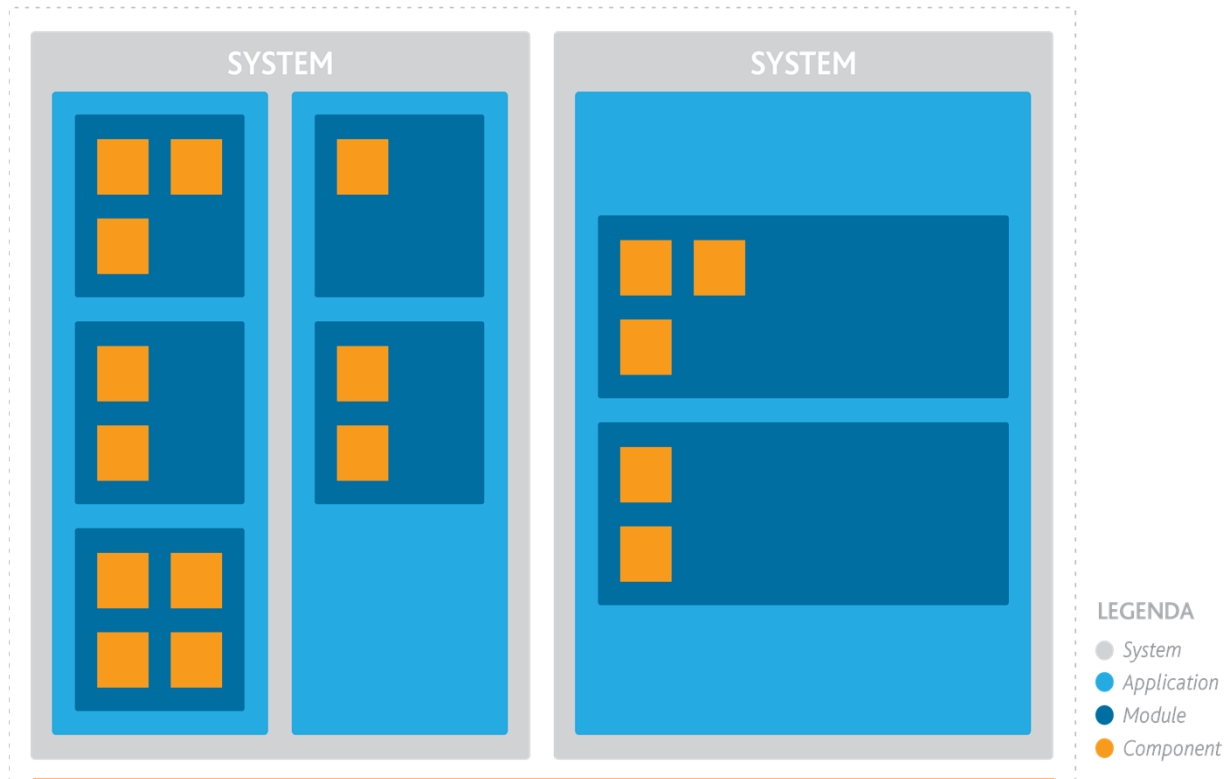 SYSTEM
SYSTEM
LEGENDA
System
Application
Module
Component